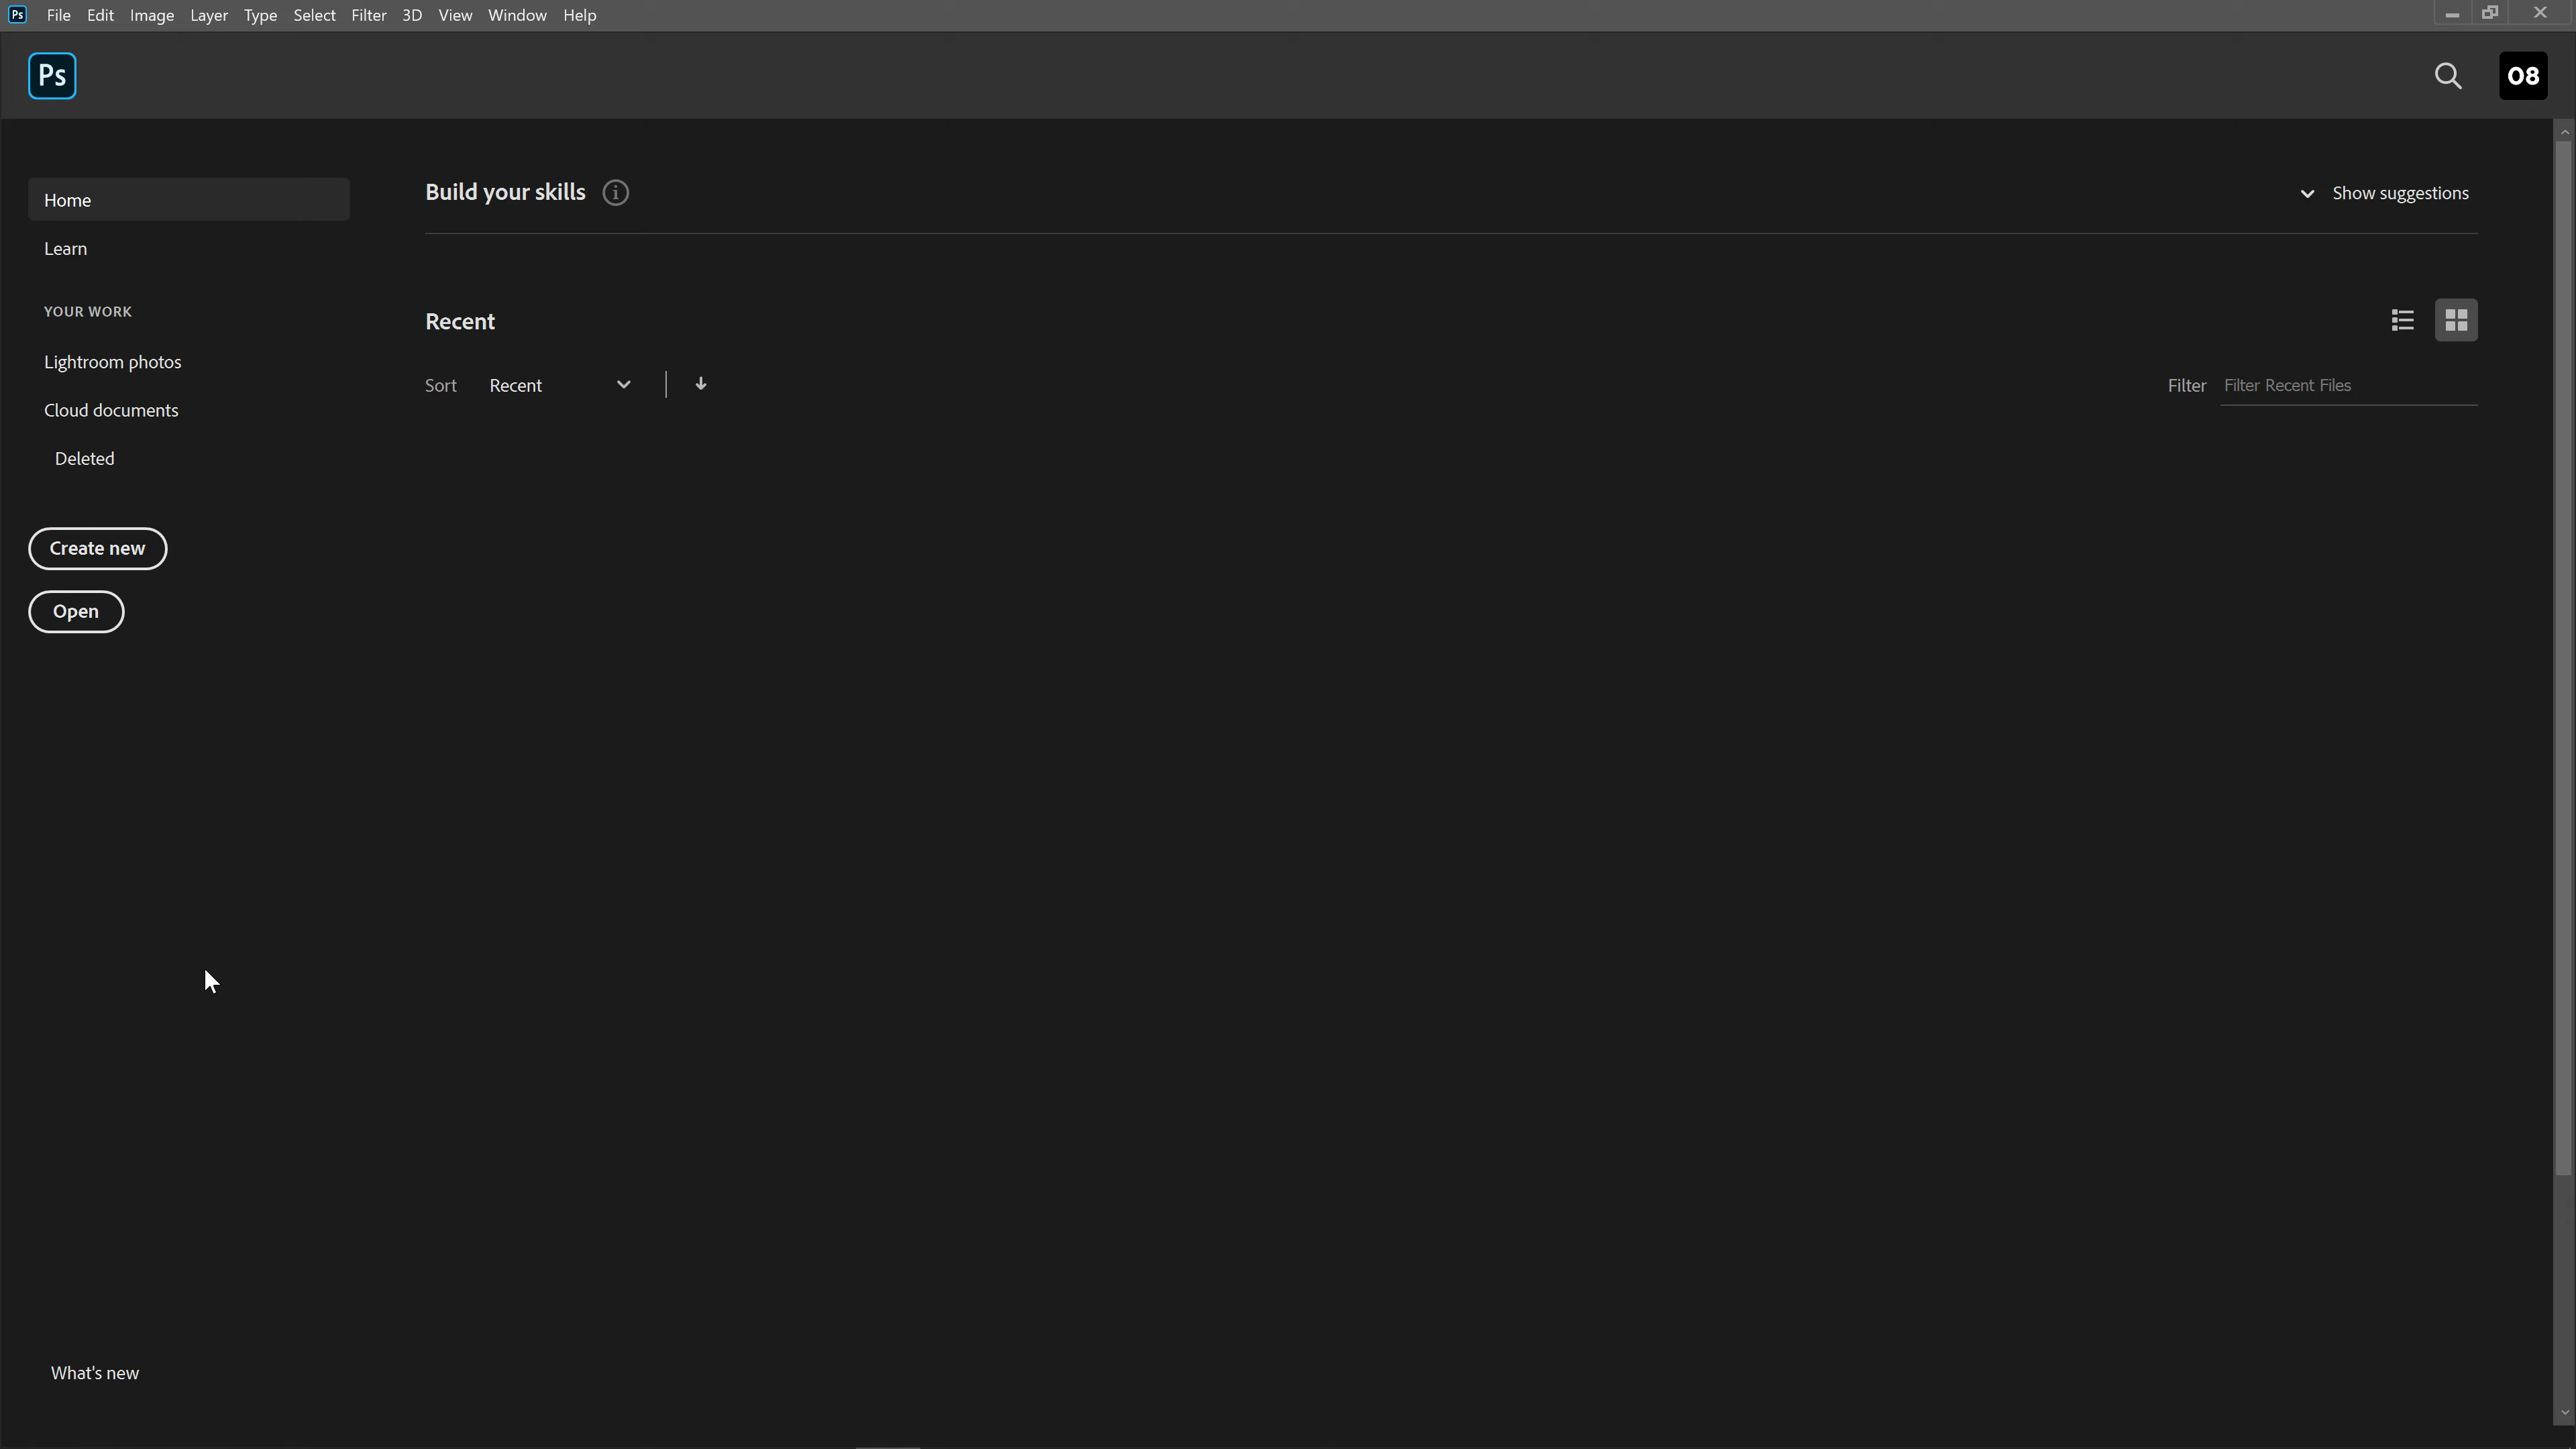 Ps File Edit Image Layer Type Select Filter 3D View Window Help
Ps 08
Home
Learn
YOUR WORK
Lightroom photos
Cloud documents
Deleted
Create new
Open
What's new
Build your skills Show suggestions
Recent
Sort Recent Filter Filter Recent Files